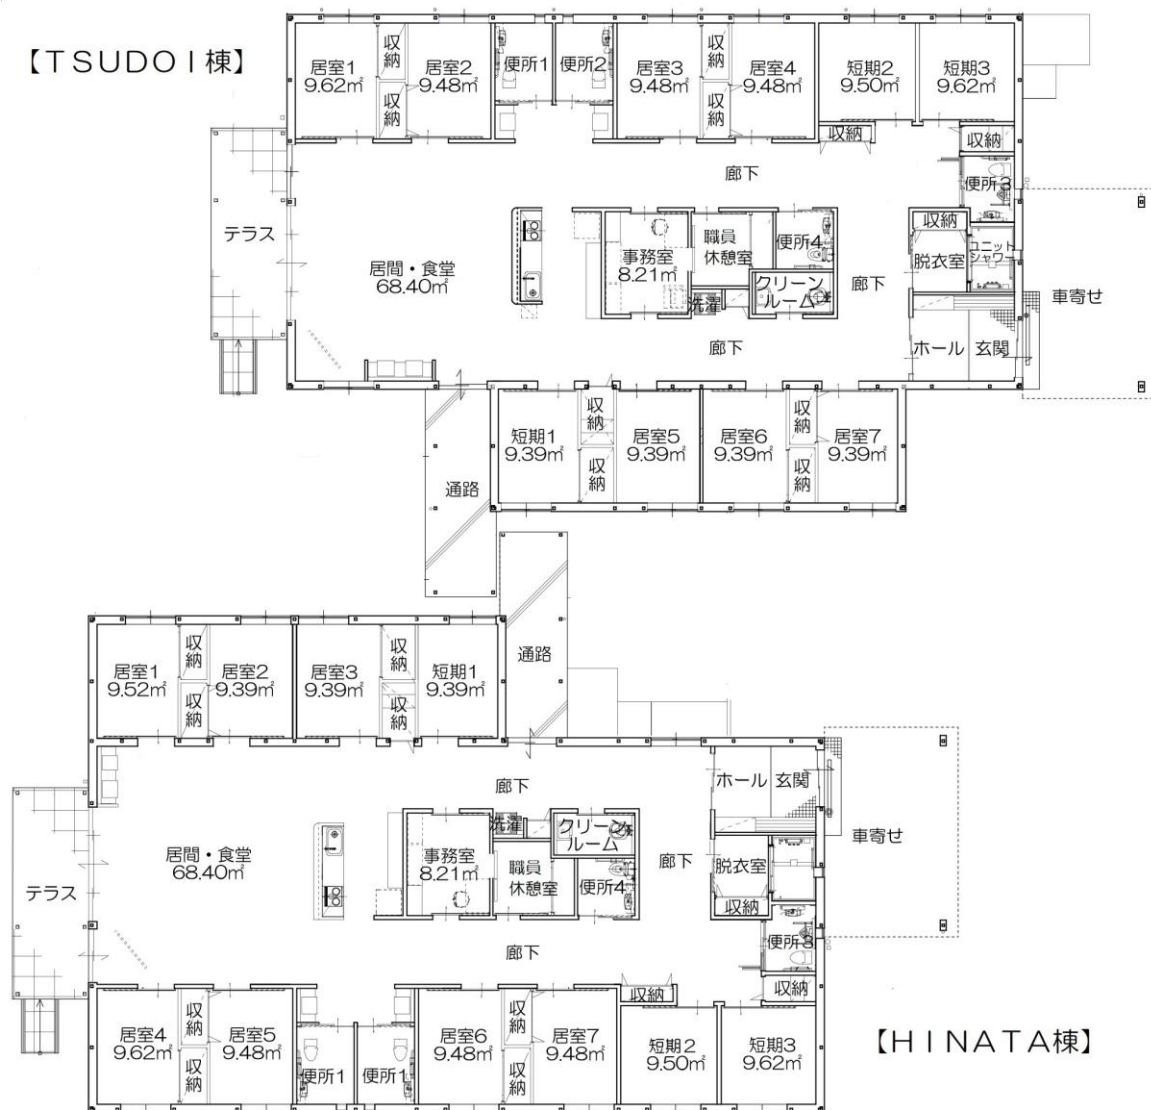 【TSUDOI棟】
居室1
9.62㎡
収納
収納
居室2
9.48㎡
便所1
便所2
居室3
9.48㎡
収納
収納
居室4
9.48㎡
短期2
9.50㎡
短期3
9.62㎡
収納
収納
廊下
便所3
テラス
居間・食堂
68.40㎡
事務室
8.21㎡
職員
休憩室
便所4
洗濯
クリーン
ルーム
廊下
収納
脱衣室
ユニット
シャワー
車寄せ
廊下
ホール
玄関
短期1
9.39㎡
収納
収納
居室5
9.39㎡
居室6
9.39㎡
収納
収納
居室7
9.39㎡
通路
通路
居室1
9.52㎡
収納
収納
居室2
9.39㎡
居室3
9.39㎡
収納
収納
短期1
9.39㎡
廊下
ホール
玄関
車寄せ
テラス
居間・食堂
68.40㎡
事務室
8.21㎡
洗濯
クリーン
ルーム
職員
休憩室
便所4
廊下
脱衣室
収納
便所3
廊下
収納
収納
居室4
9.62㎡
収納
収納
居室5
9.48㎡
便所1
便所1
居室6
9.48㎡
収納
収納
居室7
9.48㎡
短期2
9.50㎡
短期3
9.62㎡
【HINATA棟】